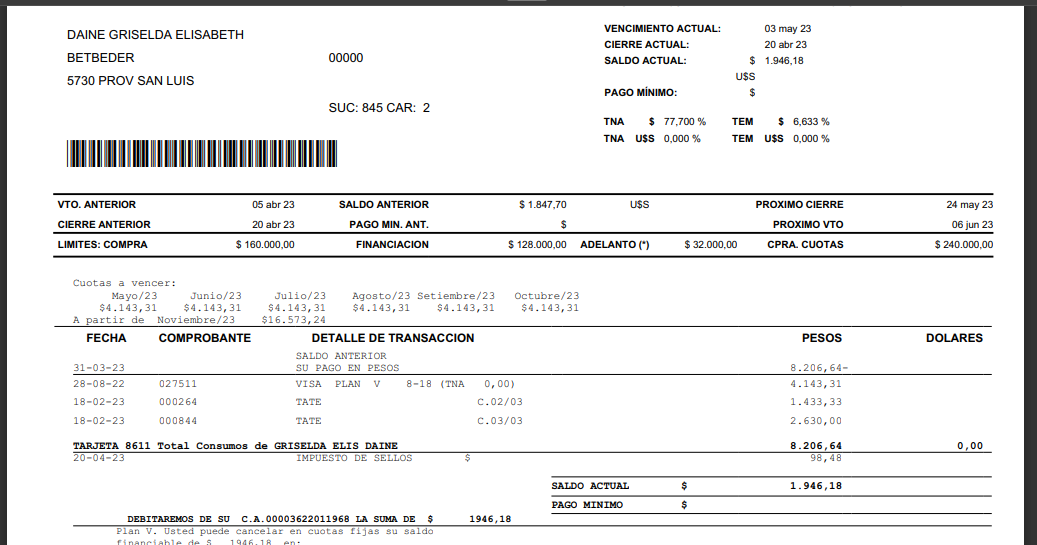 DAINE GRISELDA ELISABETH
BETBEDER 00000
5730 PROV SAN LUIS
SUC: 845 CAR: 2
VENCIMIENTO ACTUAL: 03 may 23
CIERRE ACTUAL: 20 abr 23
SALDO ACTUAL: $ 1.946,18
U$S
PAGO MÍNIMO: $
TNA $ 77,700 % TEM $ 6,633 %
TNA U$S 0,000 % TEM U$S 0,000 %
VTO. ANTERIOR 05 abr 23 SALDO ANTERIOR $ 1.847,70 U$S PROXIMO CIERRE 24 may 23
CIERRE ANTERIOR 20 abr 23 PAGO MIN. ANT. $ PROXIMO VTO 06 jun 23
LIMITES: COMPRA $ 160.000,00 FINANCIACION $ 128.000,00 ADELANTO (*) $ 32.000,00 CPRA. CUOTAS $ 240.000,00
Cuotas a vencer:
Mayo/23 Junio/23 Julio/23 Agosto/23 Setiembre/23 Octubre/23
$4.143,31 $4.143,31 $4.143,31 $4.143,31 $4.143,31 $4.143,31
A partir de Noviembre/23 $16.573,24
FECHA COMPROBANTE DETALLE DE TRANSACCION PESOS DOLARES
SALDO ANTERIOR
31-03-23 SU PAGO EN PESOS 8.206,64-
28-08-22 027511 VISA PLAN V 8-18 (TNA 0,00) 4.143,31
18-02-23 000264 TATE C.02/03 1.433,33
18-02-23 000844 TATE C.03/03 2.630,00
TARJETA 8611 Total Consumos de GRISELDA ELIS DAINE 8.206,64 0,00
20-04-23 IMPUESTO DE SELLOS $ 98,48
SALDO ACTUAL $ 1.946,18
PAGO MINIMO $
DEBITAREMOS DE SU C.A.00003622011968 LA SUMA DE $ 1946,18
Plan V. Usted puede cancelar en cuotas fijas su saldo
financiable de $ 1946,18 en: